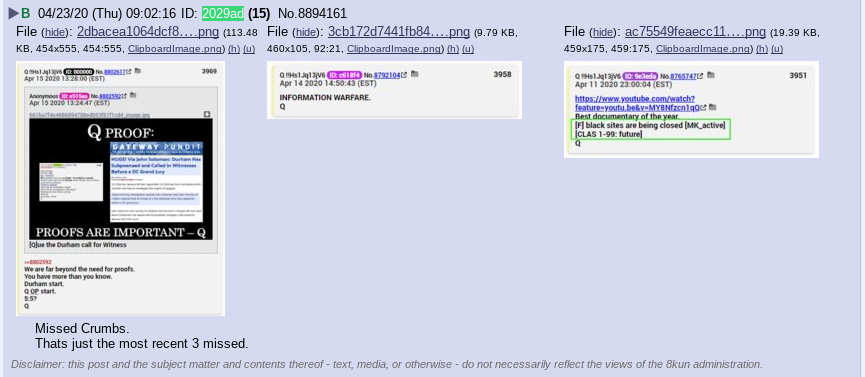 ▶B 04/23/20 (Thu) 09:02:16 ID: 2029ad (15) No.8894161
File (hide): 2dbacea1064dcf8….png (113.48 KB, 454x555, 454:555, ClipboardImage.png) (h) (u)
Q !!Hs1Jq13jV6 ID: 000000 No.8802617
3969
Apr 15 2020 13:28:00 (EST)
Anonymous ID: e515aa No.8802592
Apr 15 2020 13:24:47 (EST)
Q PROOF:
GATEWAY PUNDIT
HUGE! Via John Solomon: Durham Has
Subpoenaed and Called in Witnesses
Before a DC Grand Jury
PROOFS ARE IMPORTANT – Q
[Q]ue the Durham call for Witness
>>8802592
We are far beyond the need for proofs.
You have more than you know.
Durham start.
Q OP start.
5:5?
Q
File (hide): 3cb172d7441fb84….png (9.79 KB, 460x105, 92:21, ClipboardImage.png) (h) (u)
Q !!Hs1Jq13jV6 ID: c618f4 No.8792104
3958
Apr 14 2020 14:50:43 (EST)
INFORMATION WARFARE.
Q
File (hide): ac75549feaecc11….png (19.39 KB, 459x175, 459:175, ClipboardImage.png) (h) (u)
Q !!Hs1Jq13jV6 ID: 9e3eda No.8765747
3951
Apr 11 2020 23:00:04 (EST)
https://www.youtube.com/watch?
feature=youtu.be&v=MY8Nfzcn1qQ
Best documentary of the year.
[F] black sites are being closed [MK_active]
[CLAS 1-99: future]
Q
Missed Crumbs.
Thats just the most recent 3 missed.
Disclaimer: this post and the subject matter and contents thereof - text, media, or otherwise - do not necessarily reflect the views of the 8kun administration.